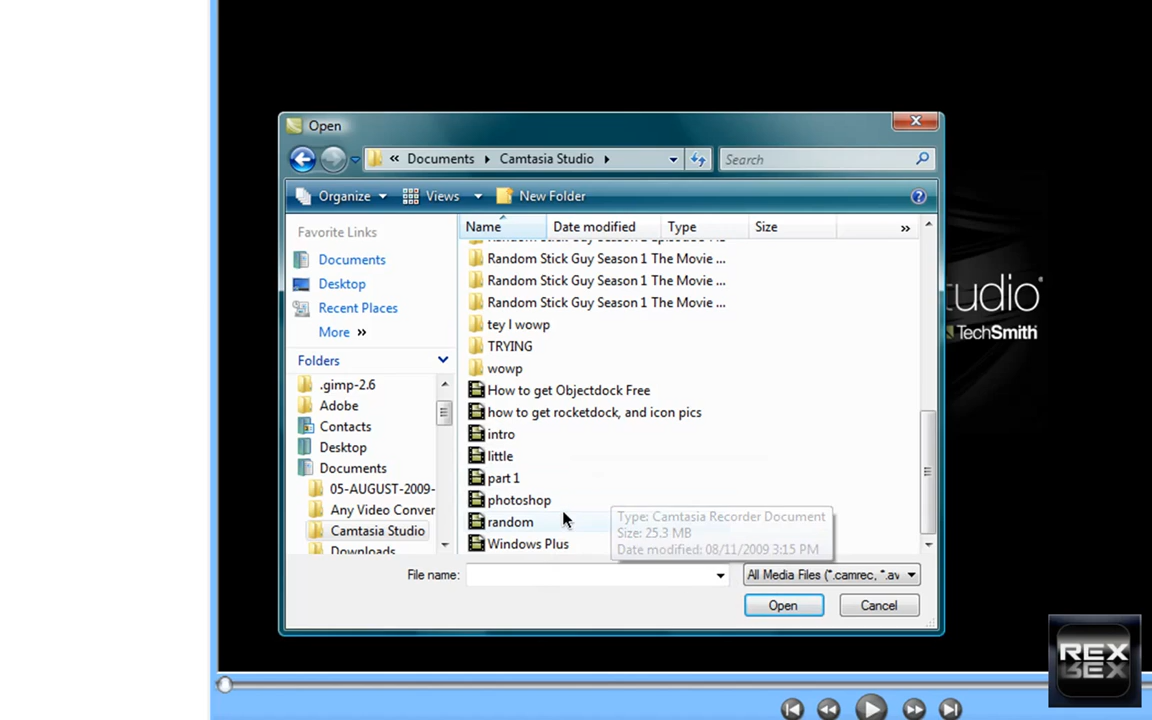 Open
« Documents ▸ Camtasia Studio ▸
Search
Organize
Views
New Folder
Favorite Links
Documents
Desktop
Recent Places
More »
Folders
.gimp-2.6
Adobe
Contacts
Desktop
Documents
05-AUGUST-2009-
Any Video Conver
Camtasia Studio
Downloads
Name
Date modified
Type
Size
»
Random Stick Guy Season 1 The Movie ...
Random Stick Guy Season 1 The Movie ...
Random Stick Guy Season 1 The Movie ...
tey I wowp
TRYING
wowp
How to get Objectdock Free
how to get rocketdock, and icon pics
intro
little
part 1
photoshop
random
Windows Plus
Type: Camtasia Recorder Document
Size: 25.3 MB
Date modified: 08/11/2009 3:15 PM
File name:
All Media Files (*.camrec, *.av
Open
Cancel
tudio
TechSmith
REX